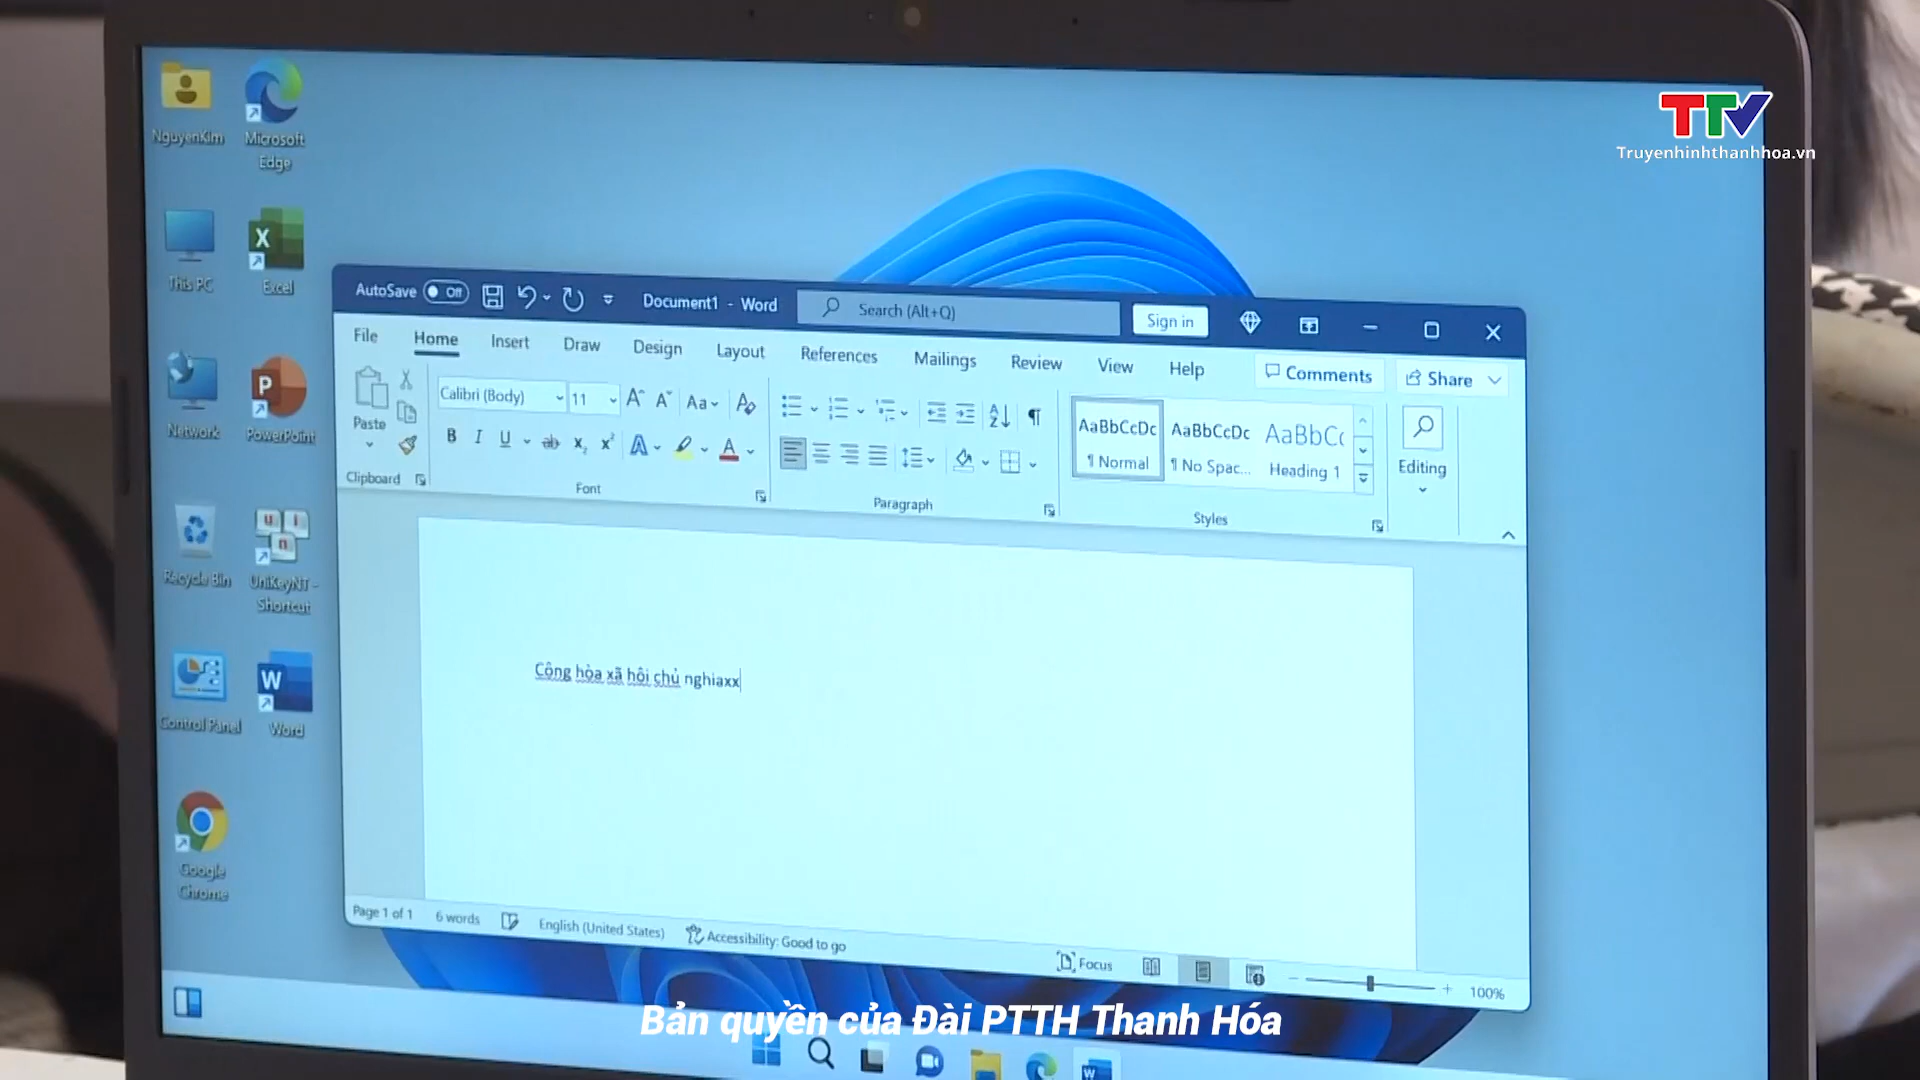 TTV
Truyenhinhthanhhoa.vn
NguyenKim
Microsoft Edge
This PC
Excel
Network
PowerPoint
Recycle Bin
UniKeyNT - Shortcut
Control Panel
Word
Google Chrome
AutoSave Off
Document1 - Word
Search (Alt+Q)
Sign in
File Home Insert Draw Design Layout References Mailings Review View Help
Comments Share
Paste
Clipboard
Calibri (Body) 11
Font
Paragraph
AaBbCcDc AaBbCcDc AaBbCc
¶ Normal ¶ No Spac... Heading 1
Styles
Editing
Công hòa xã hôi chủ nghiaxx
Page 1 of 1 6 words English (United States) Accessibility: Good to go
Focus 100%
Bản quyền của Đài PTTH Thanh Hóa